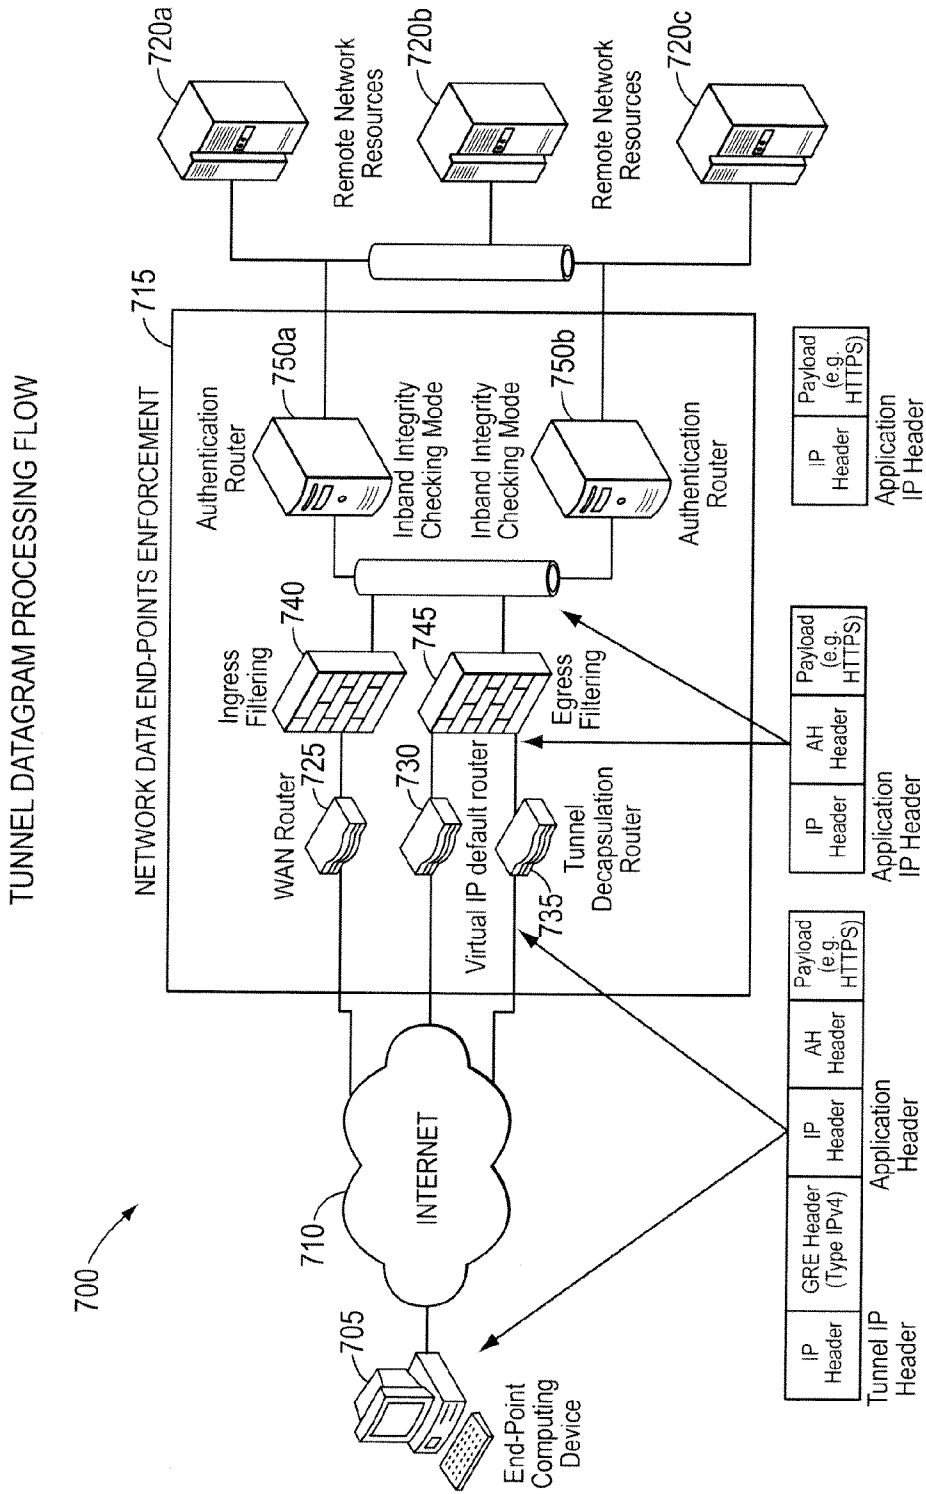 TUNNEL DATAGRAM PROCESSING FLOW
700
NETWORK DATA END-POINTS ENFORCEMENT
715
705
End-Point
Computing
Device
710
INTERNET
WAN Router
725
730
Virtual IP default router
735
Tunnel
Decapsulation
Router
Ingress
Filtering
740
745
Egress
Filtering
Authentication
Router
750a
Inband Integrity
Checking Mode
Inband Integrity
Checking Mode
750b
Authentication
Router
720a
Remote Network
Resources
720b
Remote Network
Resources
720c
IP
Header
GRE Header
(Type IPv4)
IP
Header
AH
Header
Payload
(e.g.
HTTPS)
Tunnel IP
Header
Application
Header
IP
Header
AH
Header
Payload
(e.g.
HTTPS)
Application
IP Header
IP
Header
Payload
(e.g.
HTTPS)
Application
IP Header